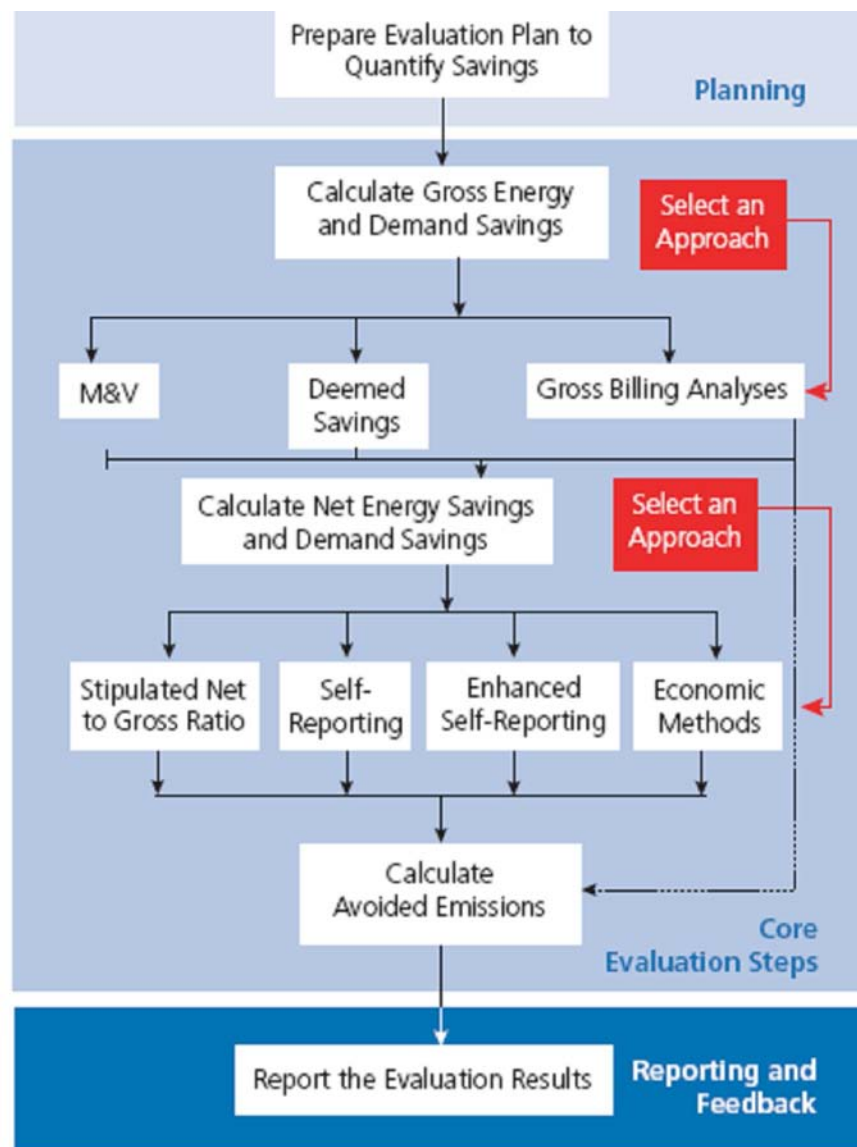 Prepare Evaluation Plan to
Quantify Savings
Planning
Calculate Gross Energy
and Demand Savings
Select an
Approach
M&V
Deemed
Savings
Gross Billing Analyses
Calculate Net Energy Savings
and Demand Savings
Select an
Approach
Stipulated Net
to Gross Ratio
Self-
Reporting
Enhanced
Self-Reporting
Economic
Methods
Calculate
Avoided Emissions
Core
Evaluation Steps
Report the Evaluation Results
Reporting and
Feedback